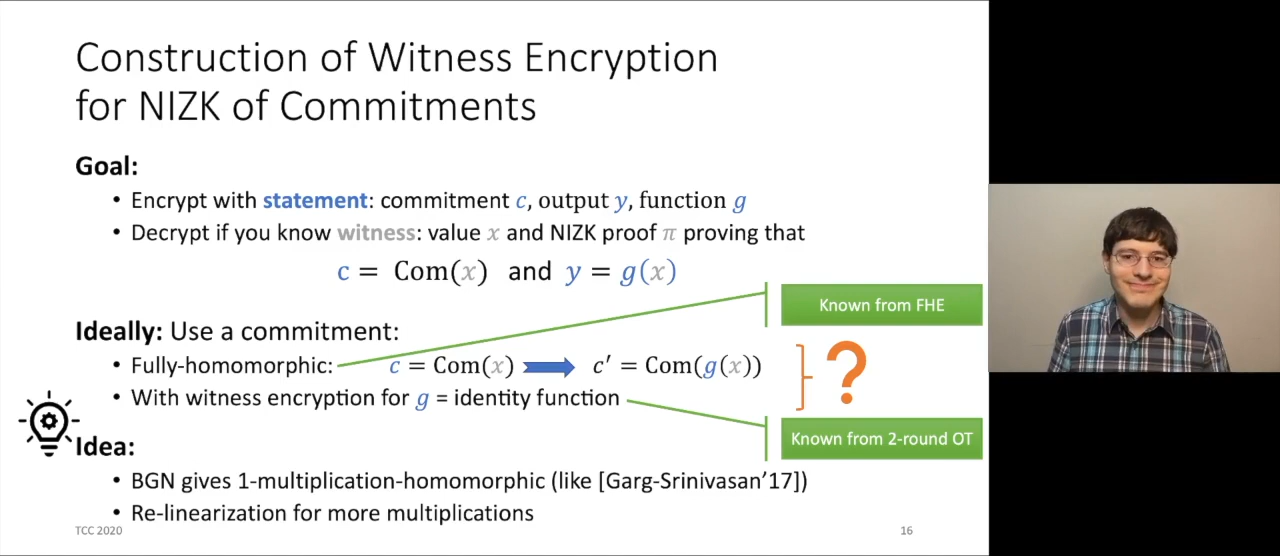 Construction of Witness Encryption
for NIZK of Commitments
Goal:
• Encrypt with statement: commitment c, output y, function g
• Decrypt if you know witness: value x and NIZK proof π proving that
c = Com(x) and y = g(x)
Known from FHE
Ideally: Use a commitment:
• Fully-homomorphic: c = Com(x) c′ = Com(g(x))
?
• With witness encryption for g = identity function
Known from 2-round OT
Idea:
• BGN gives 1-multiplication-homomorphic (like [Garg-Srinivasan’17])
• Re-linearization for more multiplications
TCC 2020 16